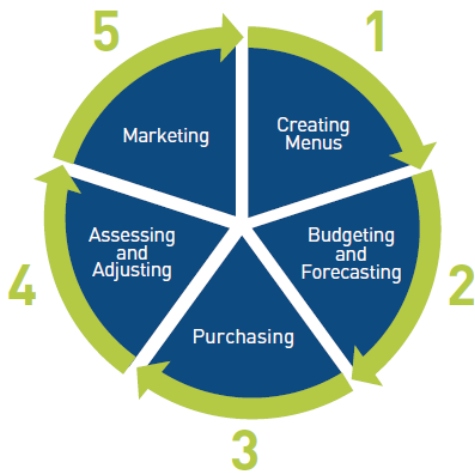 1
Creating
Menus
2
Budgeting
and
Forecasting
3
Purchasing
4
Assessing
and
Adjusting
5
Marketing